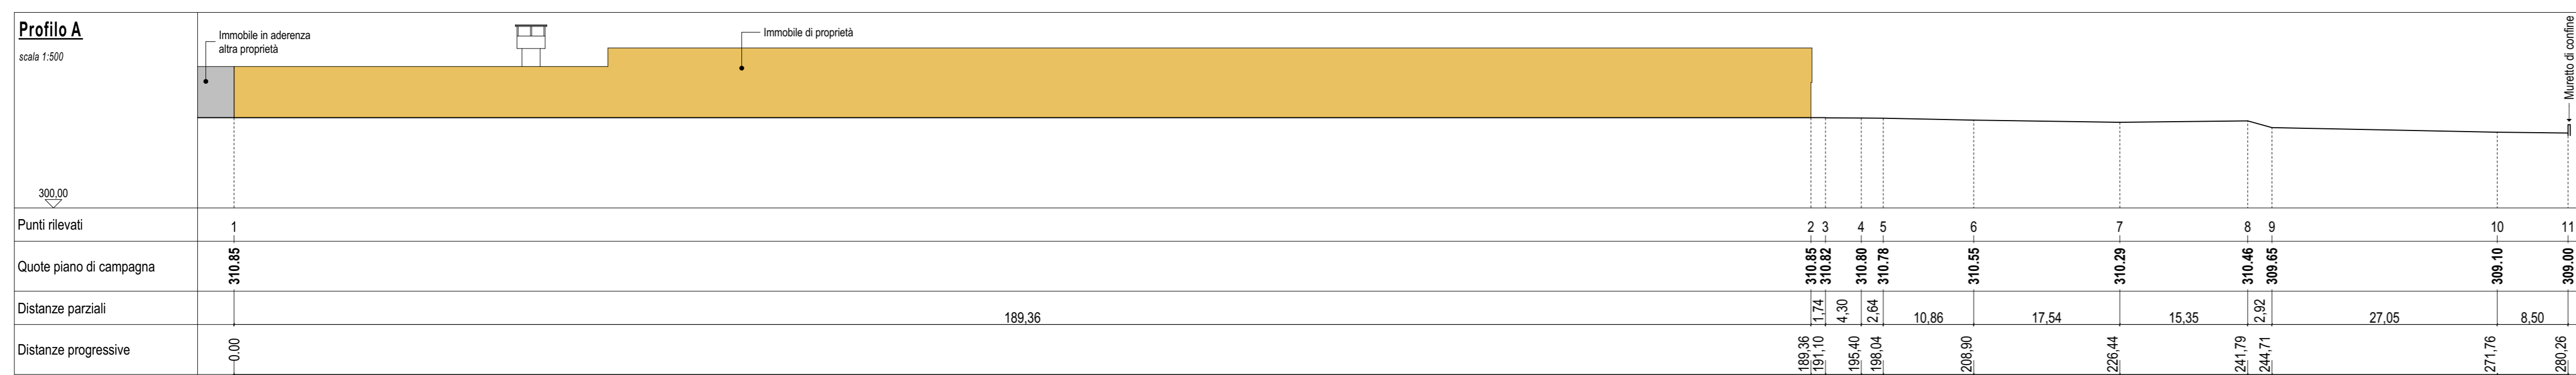 Profilo A
scala 1:500
Immobile in aderenza
altra proprietà
Immobile di proprietà
Muretto di confine
300,00
Punti rilevati
1 2 3 4 5 6 7 8 9 10 11
Quote piano di campagna
310.85 310.85 310.82 310.80 310.78 310.55 310.29 310.46 309.65 309.10 309.00
Distanze parziali
189,36 1,74 4,30 2,64 10,86 17,54 15,35 2,92 27,05 8,50
Distanze progressive
0.00 189,36 191,10 195,40 198,04 208,90 226,44 241,79 244,71 271,76 280,26